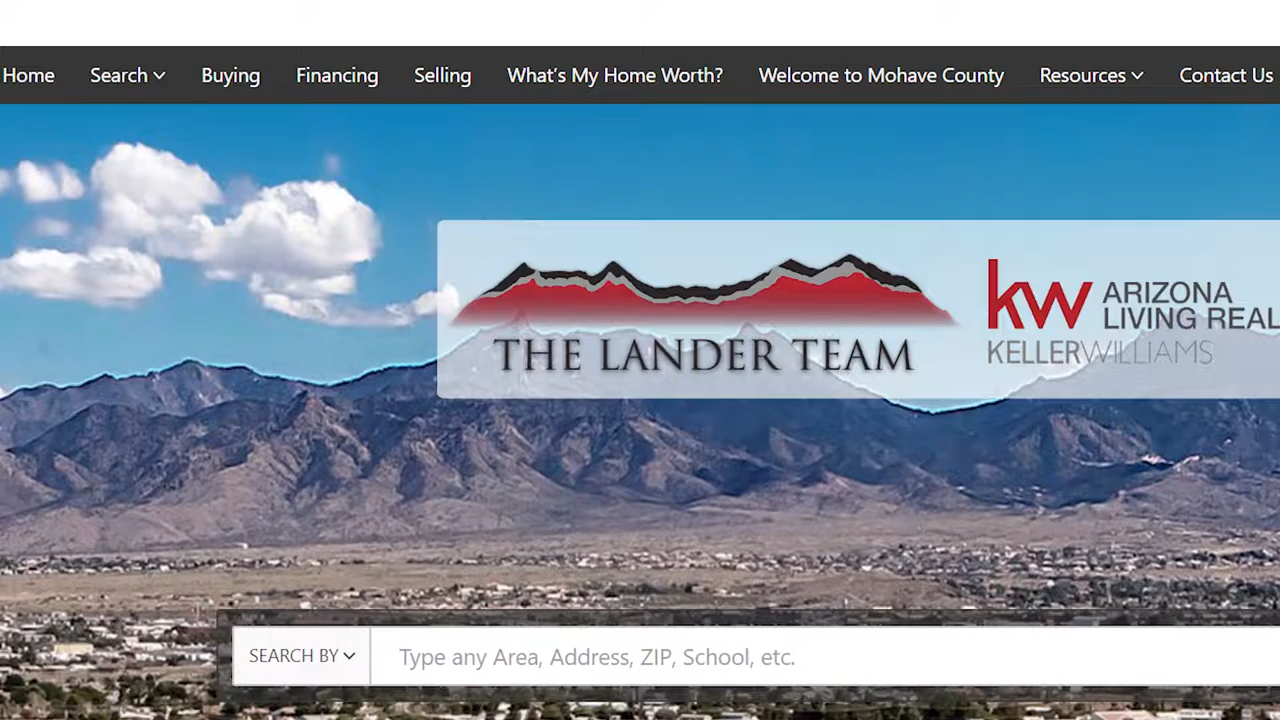 Home Search Buying Financing Selling What's My Home Worth? Welcome to Mohave County Resources Contact Us
THE LANDER TEAM
kw ARIZONA
LIVING REAL
KELLERWILLIAMS
SEARCH BY Type any Area, Address, ZIP, School, etc.